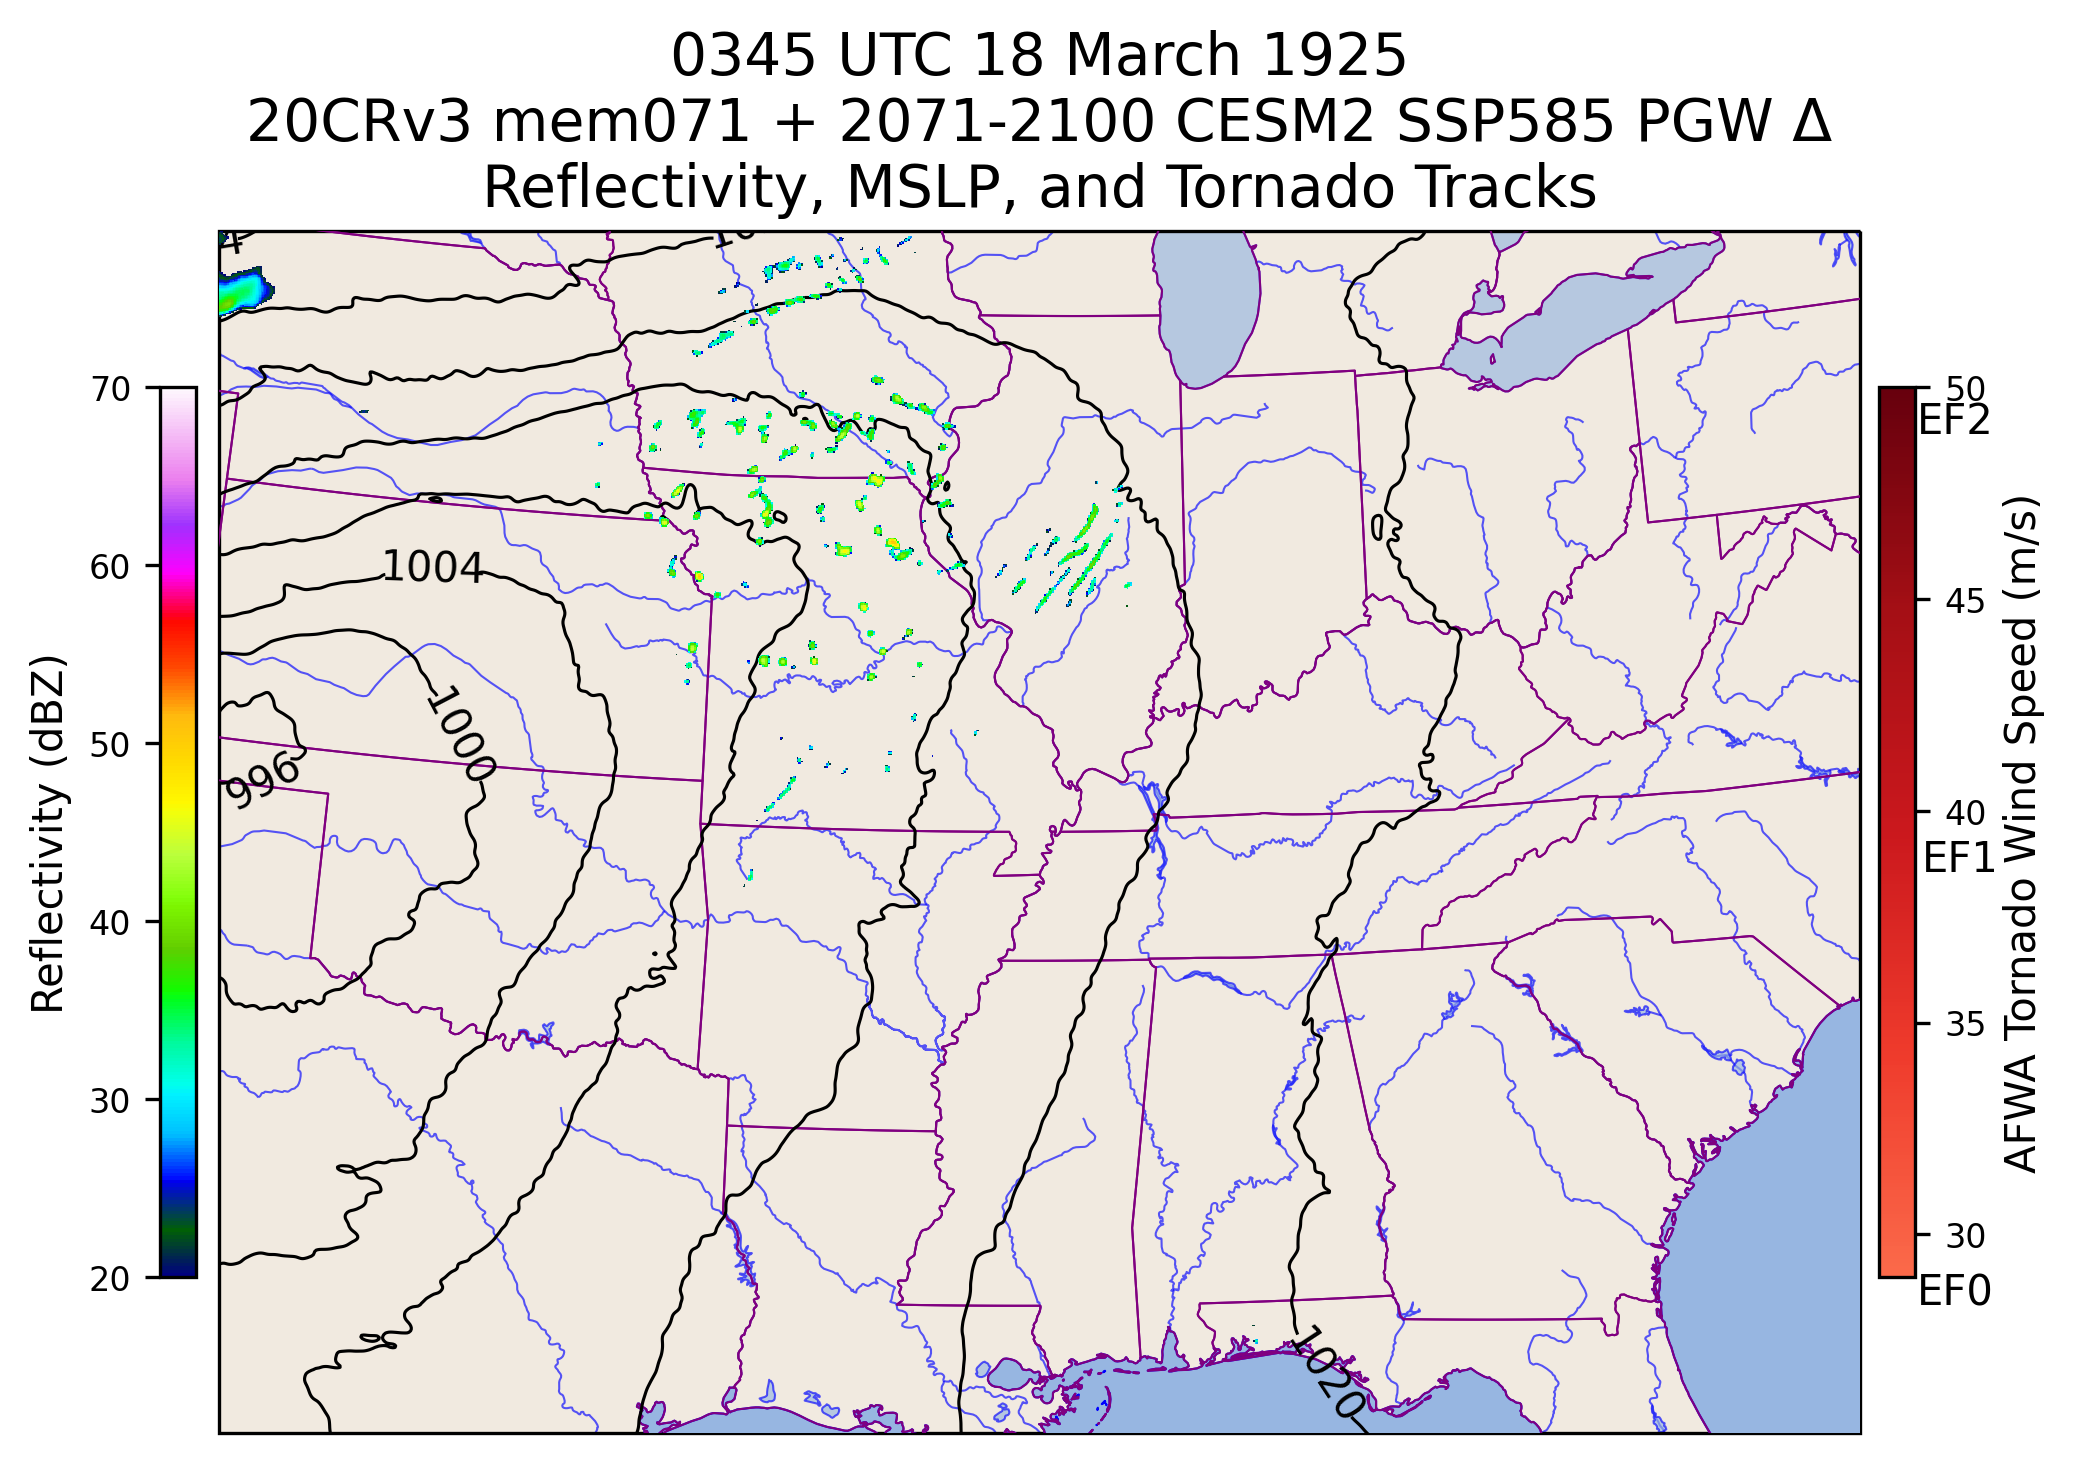 0345 UTC 18 March 1925
20CRv3 mem071 + 2071-2100 CESM2 SSP585 PGW Δ
Reflectivity, MSLP, and Tornado Tracks
Reflectivity (dBZ)
70
60
50
40
30
20
1004
1000
996
1020
50
EF2
45
40
EF1
35
30
EF0
AFWA Tornado Wind Speed (m/s)